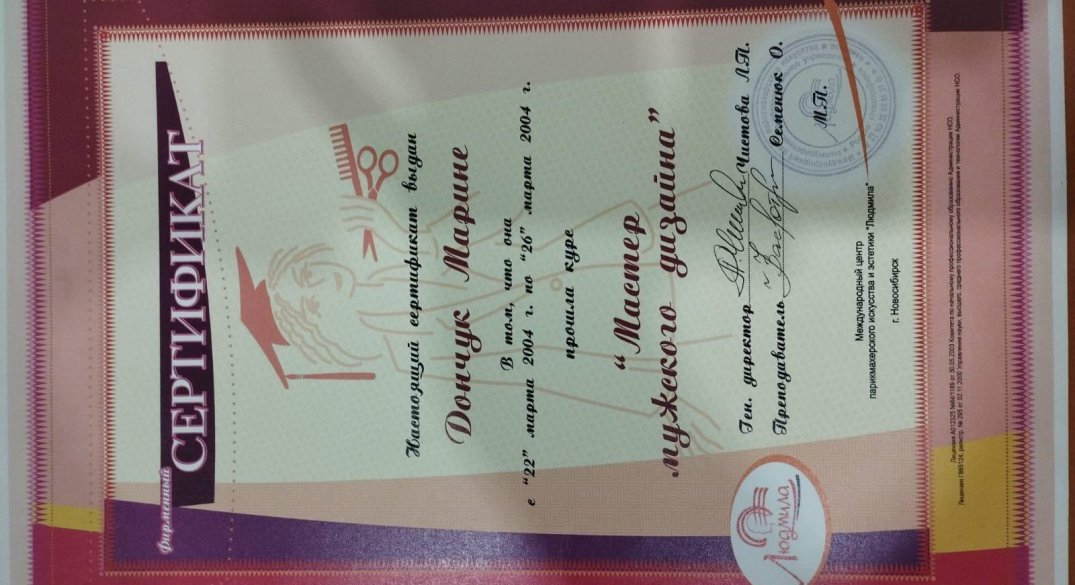 Фирменный
СЕРТИФИКАТ
Настоящий сертификат выдан
Дончук Марине
В том, что она
с “22” марта 2004 г. по “26” марта 2004 г.
прошла курс
“Мастер
мужского дизайна”
Ген. директор Чистова Л.П.
Преподаватель Семенюк О.
М.П.
Людмила
Международный центр
парикмахерского искусства и эстетики "Людмила"
г. Новосибирск